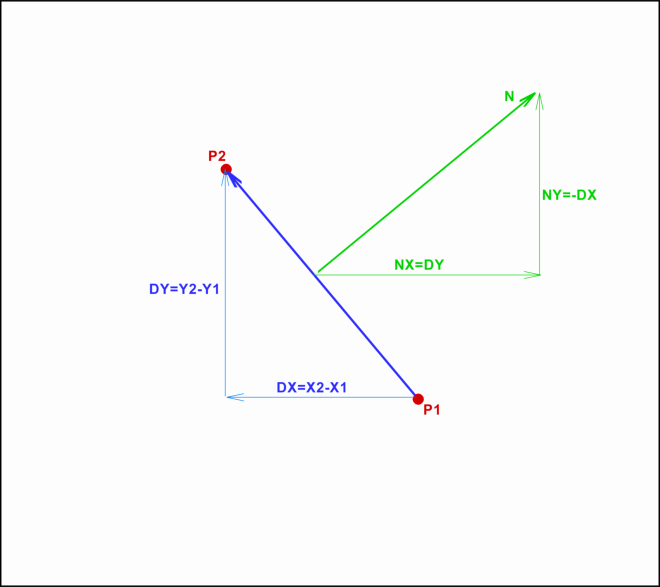 N
P2
NY=-DX
NX=DY
DY=Y2-Y1
DX=X2-X1
P1